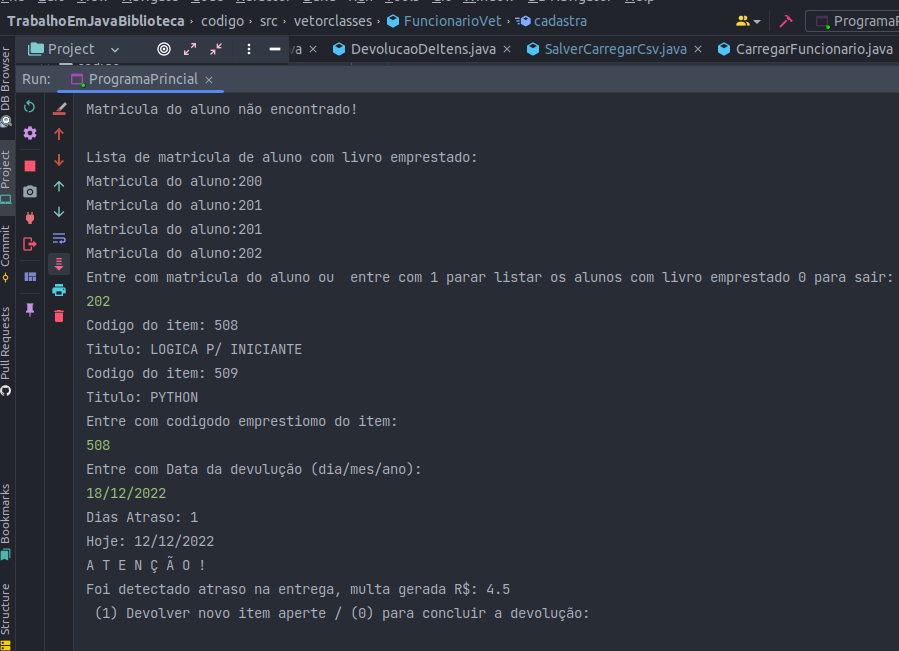 TrabalhoEmJavaBiblioteca › codigo › src › vetorclasses › FuncionarioVet › cadastra
Project
va × DevolucaoDeItens.java × SalverCarregarCsv.java × CarregarFuncionario.java
Run: ProgramaPrincial ×
DB Browser
Project
Commit
Pull Requests
Bookmarks
Structure
Matricula do aluno não encontrado!
Lista de matricula de aluno com livro emprestado:
Matricula do aluno:200
Matricula do aluno:201
Matricula do aluno:201
Matricula do aluno:202
Entre com matricula do aluno ou  entre com 1 parar listar os alunos com livro emprestado 0 para sair:
202
Codigo do item: 508
Titulo: LOGICA P/ INICIANTE
Codigo do item: 509
Titulo: PYTHON
Entre com codigodo emprestiomo do item:
508
Entre com Data da devulução (dia/mes/ano):
18/12/2022
Dias Atraso: 1
Hoje: 12/12/2022
A T E N Ç Ã O !
Foi detectado atraso na entrega, multa gerada R$: 4.5
(1) Devolver novo item aperte / (0) para concluir a devolução: